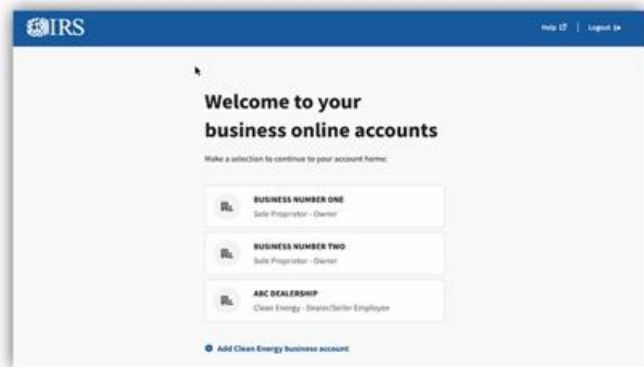 IRS
Help | Logout
Welcome to your
business online accounts
Make a selection to continue to your account home:
BUSINESS NUMBER ONE
Sole Proprietor - Owner
BUSINESS NUMBER TWO
Sole Proprietor - Owner
ABC DEALERSHIP
Clean Energy - Dealer/Seller Employee
Add Clean Energy business account